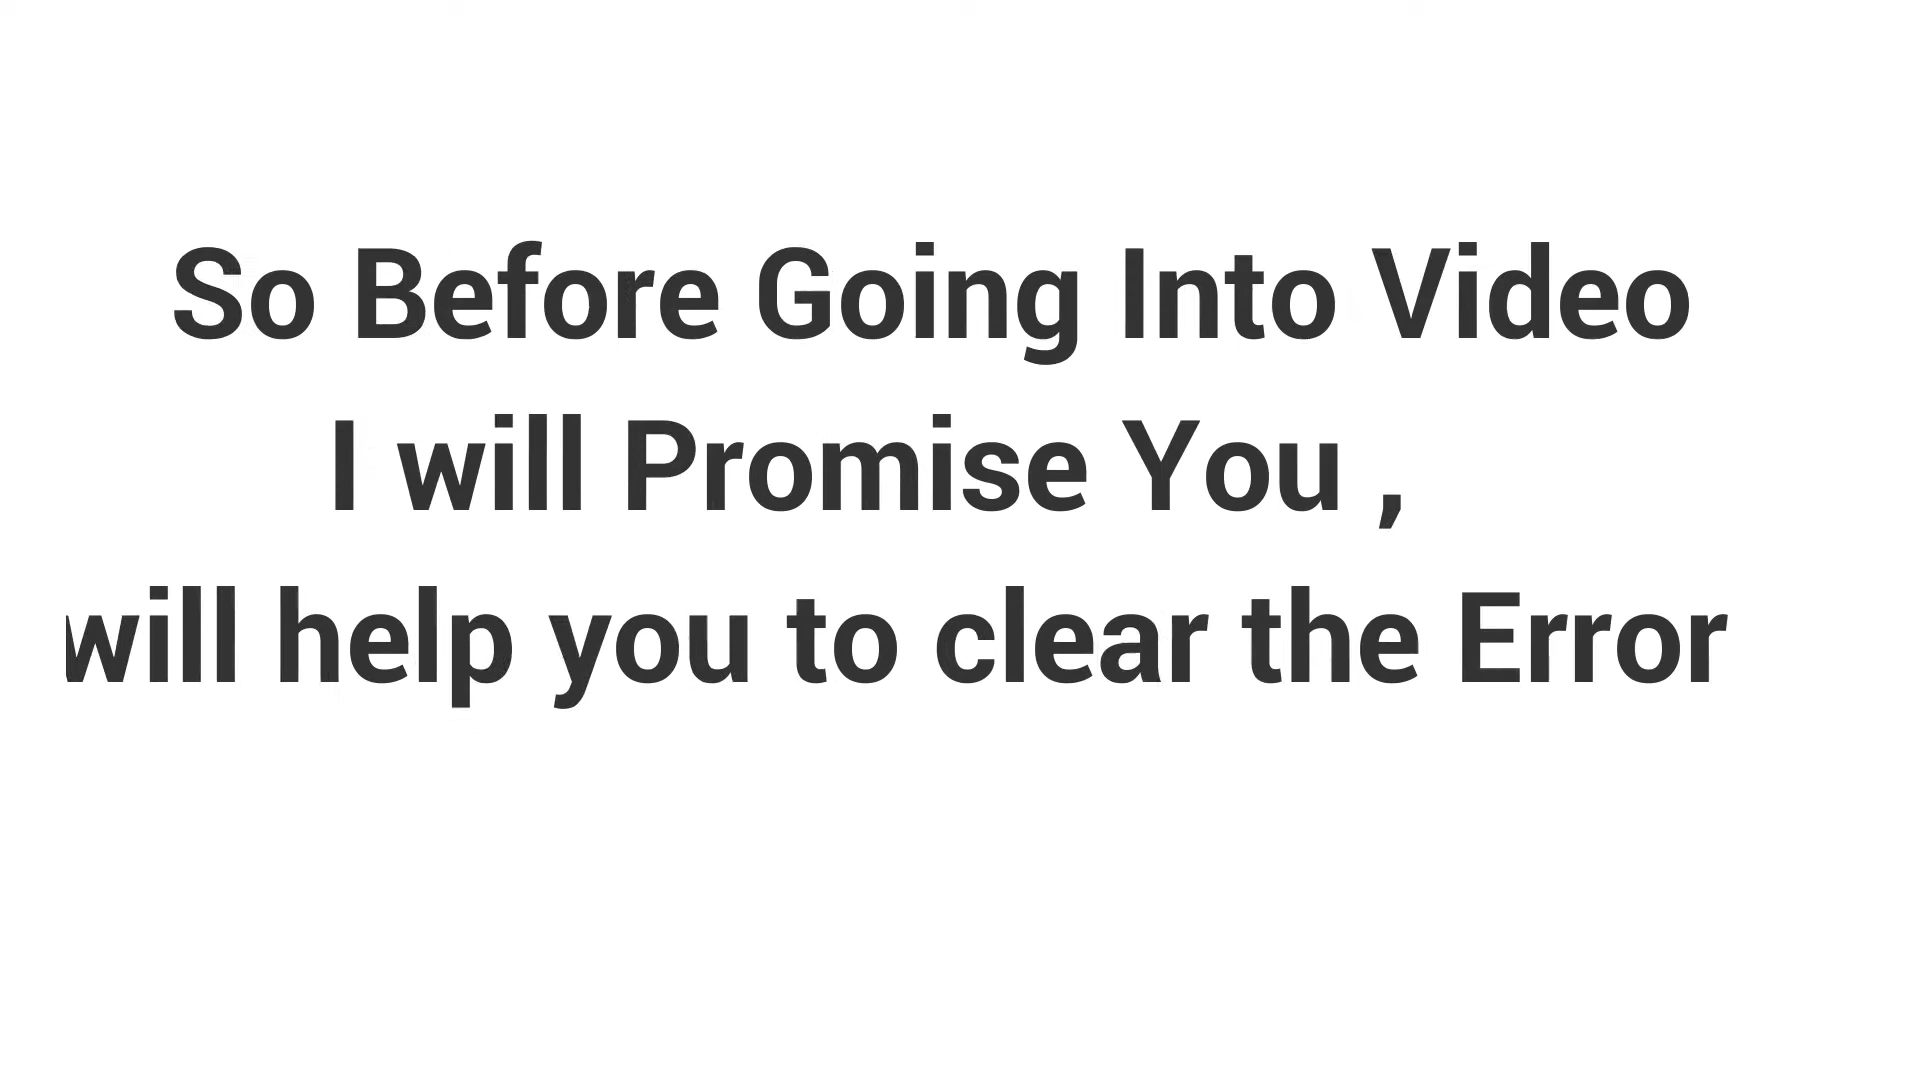 So Before Going Into Video
I will Promise You ,
will help you to clear the Error